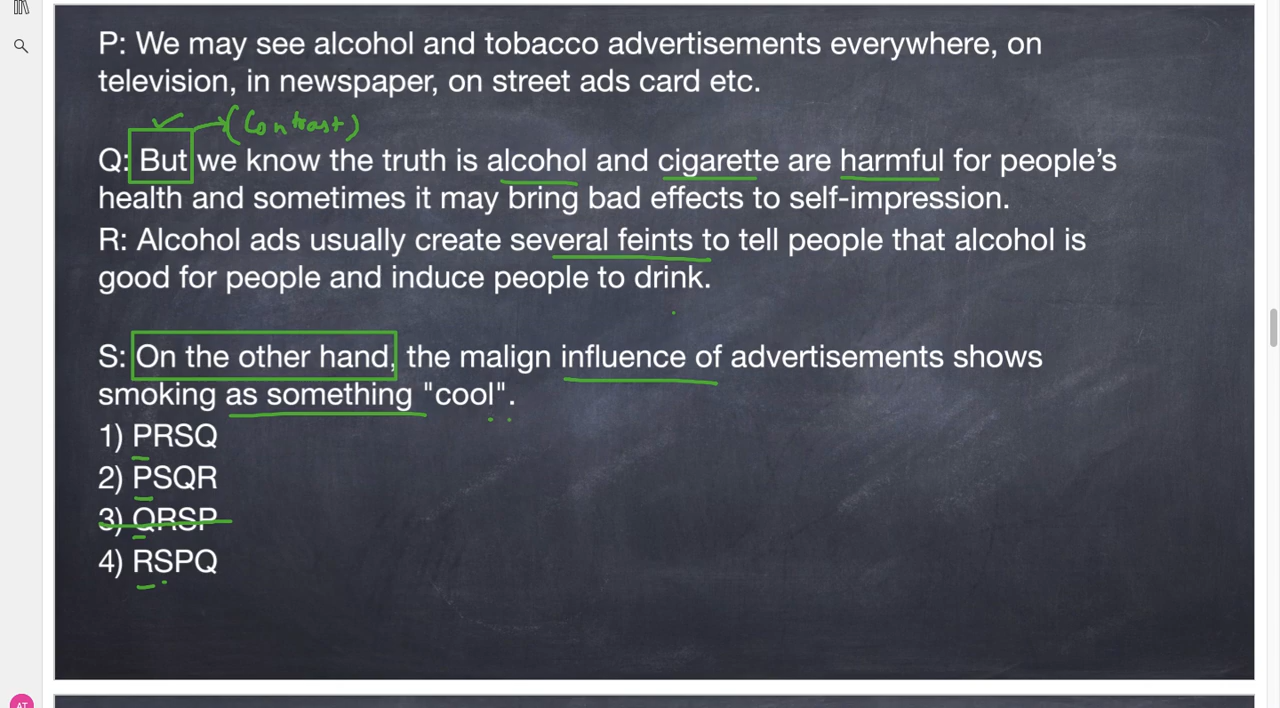 P: We may see alcohol and tobacco advertisements everywhere, on
television, in newspaper, on street ads card etc.
(Contrast)
Q: But we know the truth is alcohol and cigarette are harmful for people's
health and sometimes it may bring bad effects to self-impression.
R: Alcohol ads usually create several feints to tell people that alcohol is
good for people and induce people to drink.
S: On the other hand, the malign influence of advertisements shows
smoking as something "cool".
1) PRSQ
2) PSQR
3) QRSP
4) RSPQ
AT